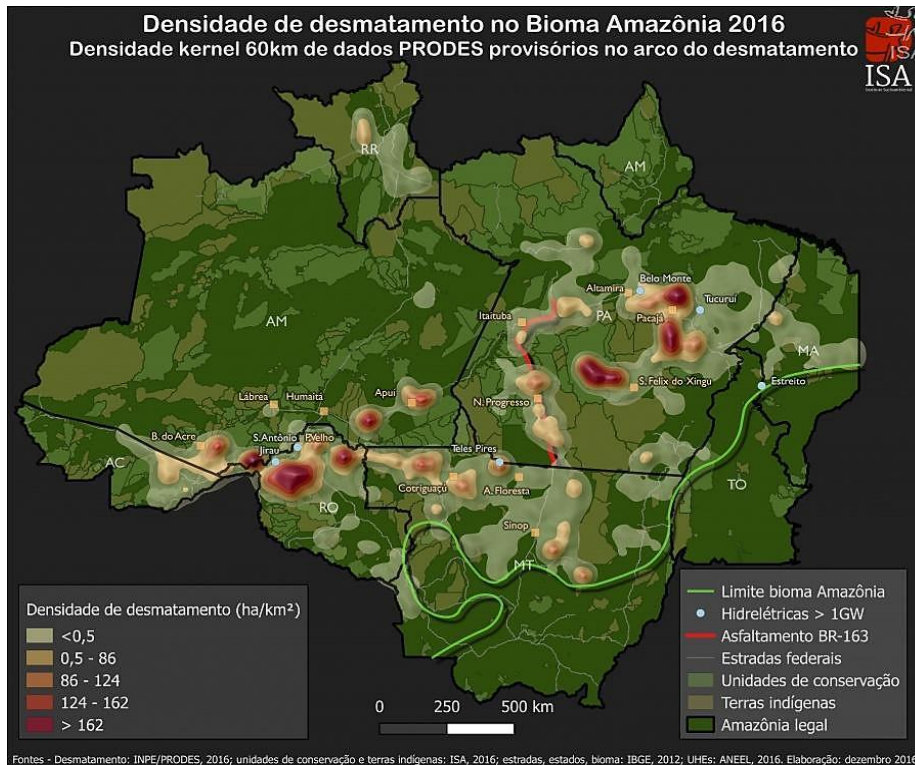 Densidade de desmatamento no Bioma Amazônia 2016
Densidade kernel 60km de dados PRODES provisórios no arco do desmatamento
ISA
ISA
RR
AM
Belo Monte
Altamira
Tucuruí
Itaituba
PA
Pacajá
AM
MA
S. Felix do Xingu
Estreito
Apuí
N. Progresso
Lábrea
Humaitá
B. do Acre
S.Antônio
P.Velho
Jirau
Teles Pires
AC
Cotriguaçú
A. Floresta
TO
RO
Sinop
MT
Densidade de desmatamento (ha/km²)
<0,5
0,5 - 86
86 - 124
124 - 162
> 162
0 250 500 km
Limite bioma Amazônia
Hidrelétricas > 1GW
Asfaltamento BR-163
Estradas federais
Unidades de conservação
Terras indígenas
Amazônia legal
Fontes - Desmatamento: INPE/PRODES, 2016; unidades de conservação e terras indígenas: ISA, 2016; estradas, estados, bioma: IBGE, 2012; UHEs: ANEEL, 2016. Elaboração: dezembro 2016